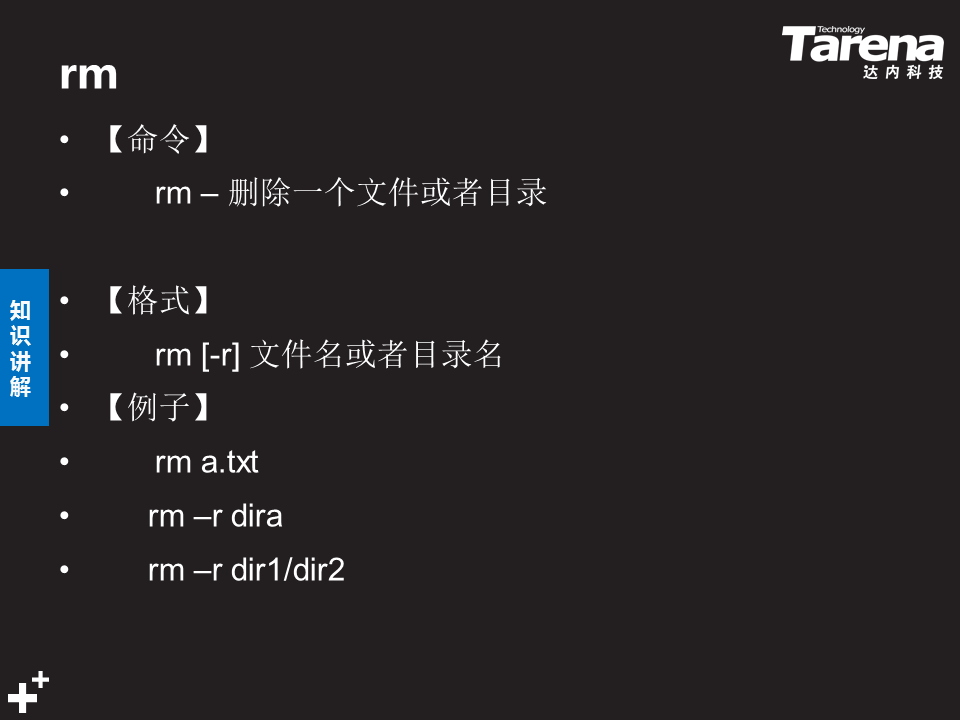 Technology
Tarena
达内科技
rm
• 【命令】
• rm – 删除一个文件或者目录
• 【格式】
• rm [-r] 文件名或者目录名
• 【例子】
• rm a.txt
• rm –r dira
• rm –r dir1/dir2
知
识
讲
解